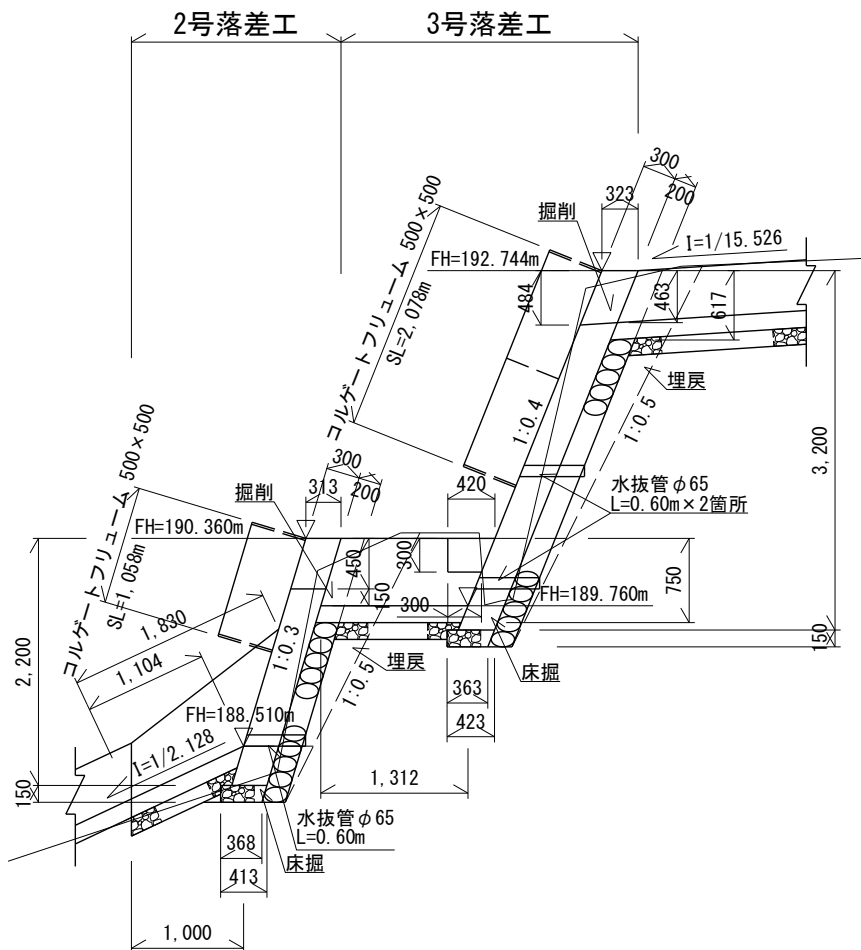 2号落差工
3号落差工
300
200
323
掘削
I=1/15.526
FH=192.744m
コルゲートフリューム 500×500
SL=2,078m
484
463
617
埋戻
1:0.4
1:0.5
3,200
300
200
313
掘削
420
水抜管φ65
L=0.60m×2箇所
FH=190.360m
コルゲートフリューム 500×500
SL=1,058m
450
150
300
300
750
FH=189.760m
1,830
1,104
1:0.3
1:0.5
埋戻
150
床掘
2,200
363
423
FH=188.510m
I=1/2.128
1,312
150
水抜管φ65
L=0.60m
368
床掘
413
1,000